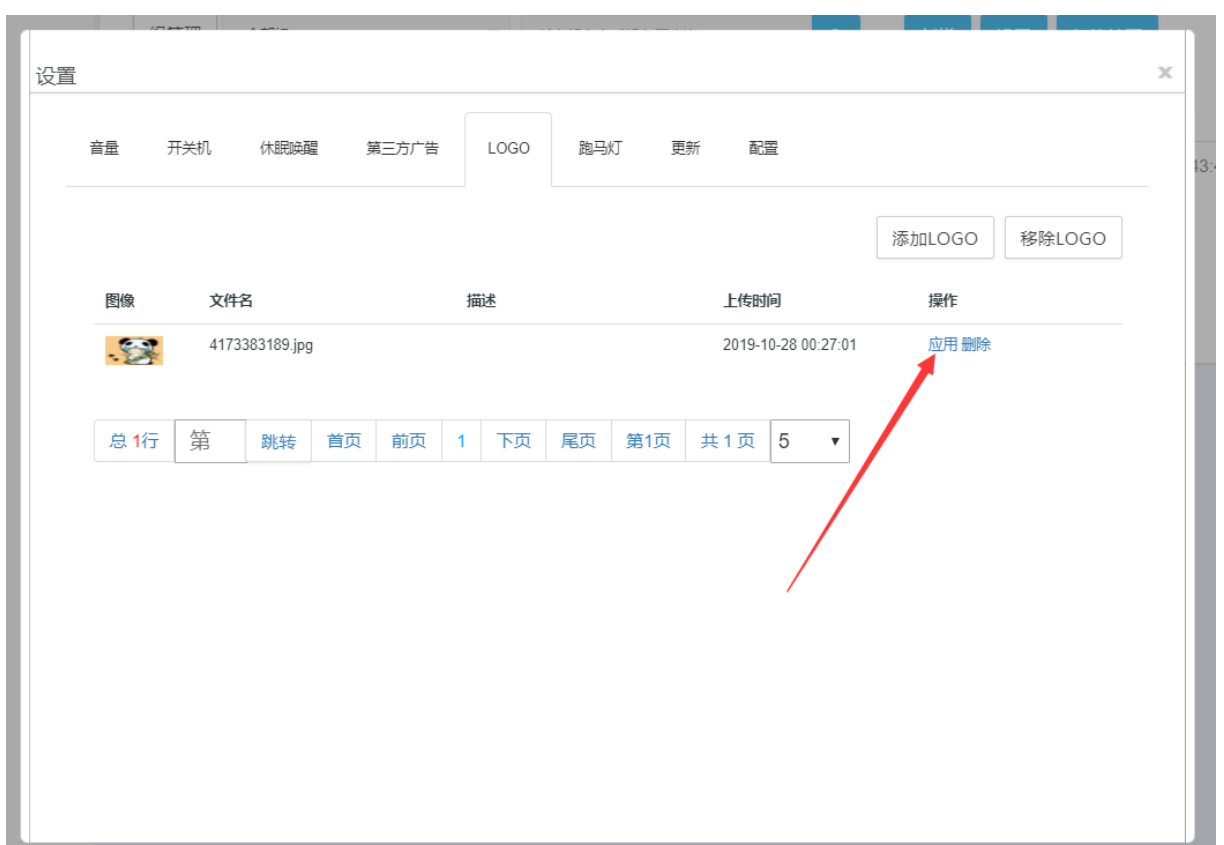 设置
x
音量 开关机 休眠唤醒 第三方广告 LOGO 跑马灯 更新 配置
添加LOGO 移除LOGO
图像 文件名 描述 上传时间 操作
4173383189.jpg 2019-10-28 00:27:01 应用 删除
总 1行 第 跳转 首页 前页 1 下页 尾页 第1页 共 1 页 5